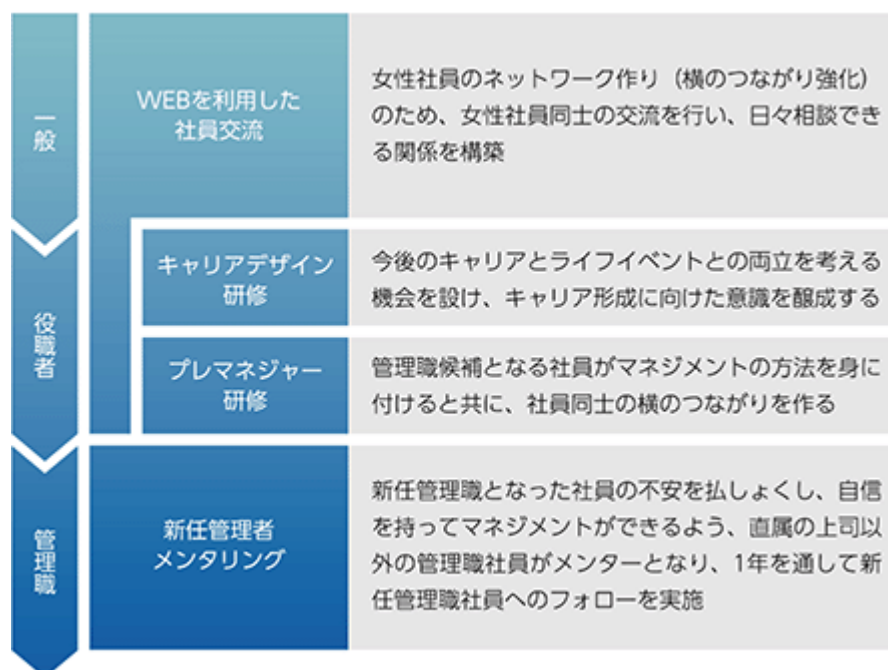 一般
WEBを利用した
社員交流
女性社員のネットワーク作り（横のつながり強化）
のため、女性社員同士の交流を行い、日々相談でき
る関係を構築
役職者
キャリアデザイン
研修
今後のキャリアとライフイベントとの両立を考える
機会を設け、キャリア形成に向けた意識を醸成する
プレマネジャー
研修
管理職候補となる社員がマネジメントの方法を身に
付けると共に、社員同士の横のつながりを作る
管理職
新任管理者
メンタリング
新任管理職となった社員の不安を払しょくし、自信
を持ってマネジメントができるよう、直属の上司以
外の管理職社員がメンターとなり、1年を通して新
任管理職社員へのフォローを実施